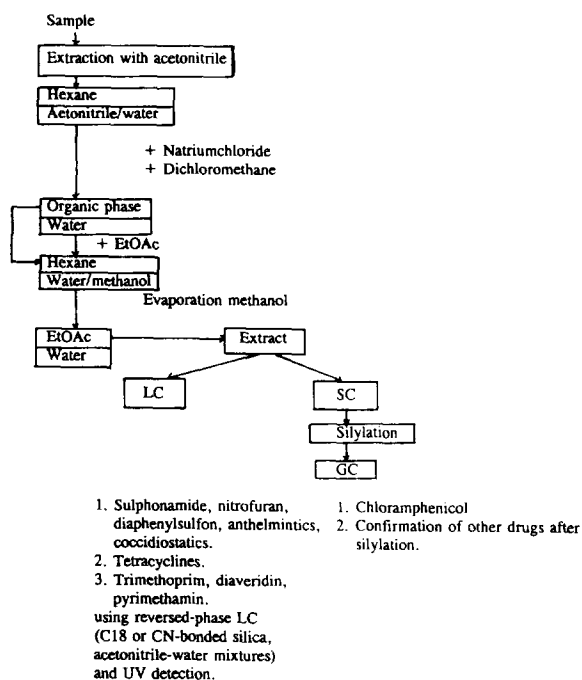 Sample
Extraction with acetonitrile
Hexane
Aetonitrile/water
+ Natriumchloride
+ Dichloromethane
Organic phase
Water
+ EtOAc
Hexane
Water/methanol
Evaporation methanol
EtOAc
Water
Extract
LC
SC
Silylation
GC
1. Sulphonamide, nitrofuran,
diaphenylsulfon, anthelmintics,
coccidiostatics.
2. Tetracyclines.
3. Trimethoprim, diaveridin,
pyrimethamin.
using reversed-phase LC
(C18 or CN-bonded silica,
acetonitrile-water mixtures)
and UV detection.
1. Chloramphenicol
2. Confirmation of other drugs after
silylation.